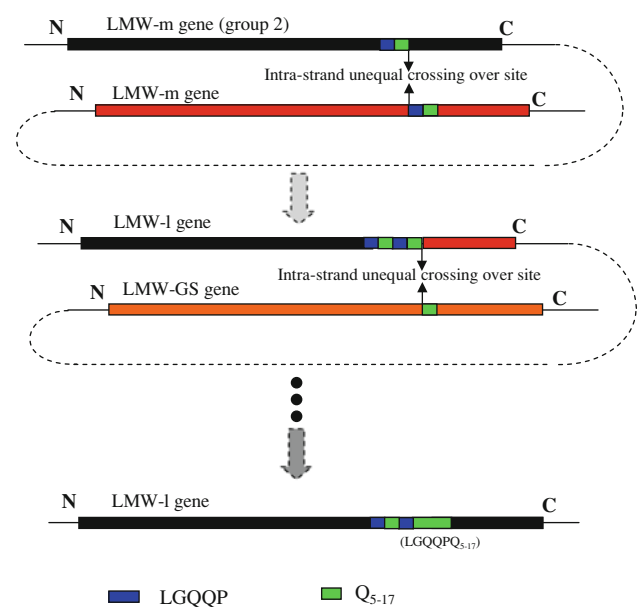 N LMW-m gene (group 2) C
Intra-strand unequal crossing over site
N LMW-m gene C
N LMW-l gene C
Intra-strand unequal crossing over site
N LMW-GS gene C
N LMW-l gene C
(LGQQPQ5-17)
LGQQP Q5-17